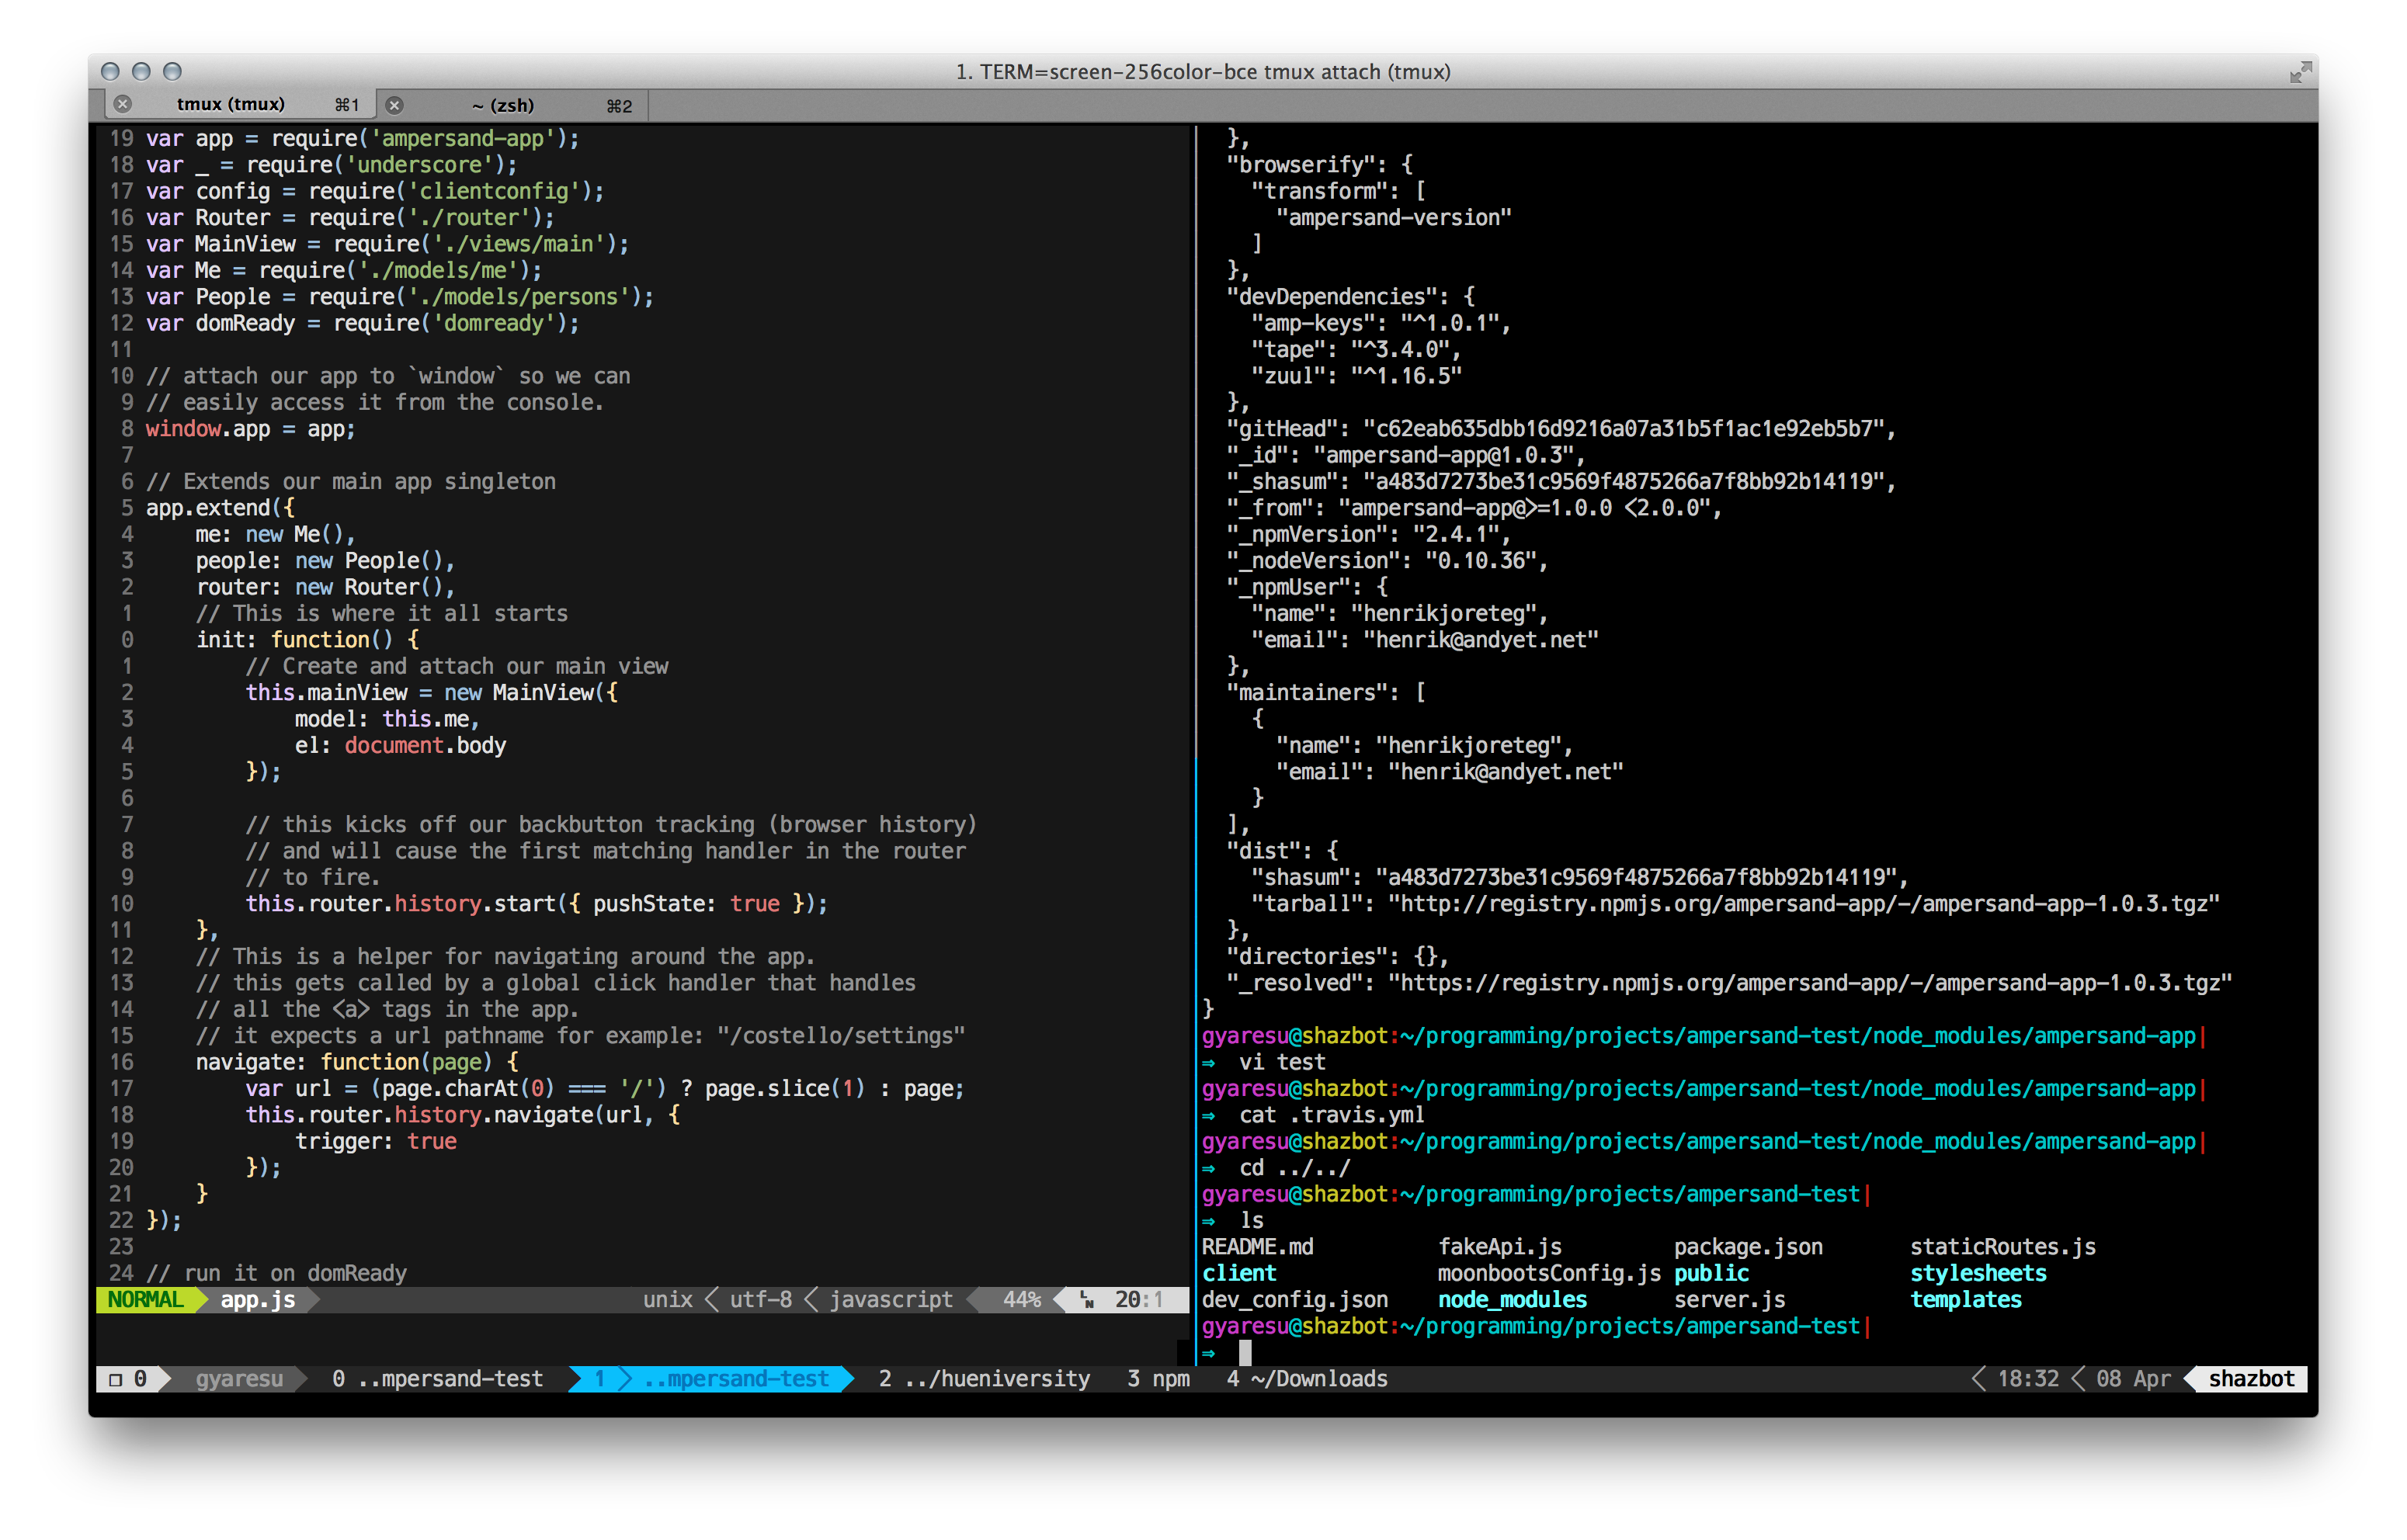 1. TERM=screen-256color-bce tmux attach (tmux)
tmux (tmux) ⌘1 ~ (zsh) ⌘2
19 var app = require('ampersand-app');
18 var _ = require('underscore');
17 var config = require('clientconfig');
16 var Router = require('./router');
15 var MainView = require('./views/main');
14 var Me = require('./models/me');
13 var People = require('./models/persons');
12 var domReady = require('domready');
11
10 // attach our app to `window` so we can
9 // easily access it from the console.
8 window.app = app;
7
6 // Extends our main app singleton
5 app.extend({
4     me: new Me(),
3     people: new People(),
2     router: new Router(),
1     // This is where it all starts
0     init: function() {
1         // Create and attach our main view
2         this.mainView = new MainView({
3             model: this.me,
4             el: document.body
5         });
6
7         // this kicks off our backbutton tracking (browser history)
8         // and will cause the first matching handler in the router
9         // to fire.
10         this.router.history.start({ pushState: true });
11     },
12     // This is a helper for navigating around the app.
13     // this gets called by a global click handler that handles
14     // all the <a> tags in the app.
15     // it expects a url pathname for example: "/costello/settings"
16     navigate: function(page) {
17         var url = (page.charAt(0) === '/') ? page.slice(1) : page;
18         this.router.history.navigate(url, {
19             trigger: true
20         });
21     }
22 });
23
24 // run it on domReady
NORMAL app.js unix < utf-8 < javascript 44% LN 20:1
  },
  "browserify": {
    "transform": [
      "ampersand-version"
    ]
  },
  "devDependencies": {
    "amp-keys": "^1.0.1",
    "tape": "^3.4.0",
    "zuul": "^1.16.5"
  },
  "gitHead": "c62eab635dbb16d9216a07a31b5f1ac1e92eb5b7",
  "_id": "ampersand-app@1.0.3",
  "_shasum": "a483d7273be31c9569f4875266a7f8bb92b14119",
  "_from": "ampersand-app@>=1.0.0 <2.0.0",
  "_npmVersion": "2.4.1",
  "_nodeVersion": "0.10.36",
  "_npmUser": {
    "name": "henrikjoreteg",
    "email": "henrik@andyet.net"
  },
  "maintainers": [
    {
      "name": "henrikjoreteg",
      "email": "henrik@andyet.net"
    }
  ],
  "dist": {
    "shasum": "a483d7273be31c9569f4875266a7f8bb92b14119",
    "tarball": "http://registry.npmjs.org/ampersand-app/-/ampersand-app-1.0.3.tgz"
  },
  "directories": {},
  "_resolved": "https://registry.npmjs.org/ampersand-app/-/ampersand-app-1.0.3.tgz"
}
gyaresu@shazbot:~/programming/projects/ampersand-test/node_modules/ampersand-app|
⇒  vi test
gyaresu@shazbot:~/programming/projects/ampersand-test/node_modules/ampersand-app|
⇒  cat .travis.yml
gyaresu@shazbot:~/programming/projects/ampersand-test/node_modules/ampersand-app|
⇒  cd ../../
gyaresu@shazbot:~/programming/projects/ampersand-test|
⇒  ls
README.md fakeApi.js package.json staticRoutes.js
client moonbootsConfig.js public stylesheets
dev_config.json node_modules server.js templates
gyaresu@shazbot:~/programming/projects/ampersand-test|
⇒
❐ 0 gyaresu 0 ..mpersand-test 1 ..mpersand-test 2 ../hueniversity 3 npm 4 ~/Downloads < 18:32 < 08 Apr shazbot